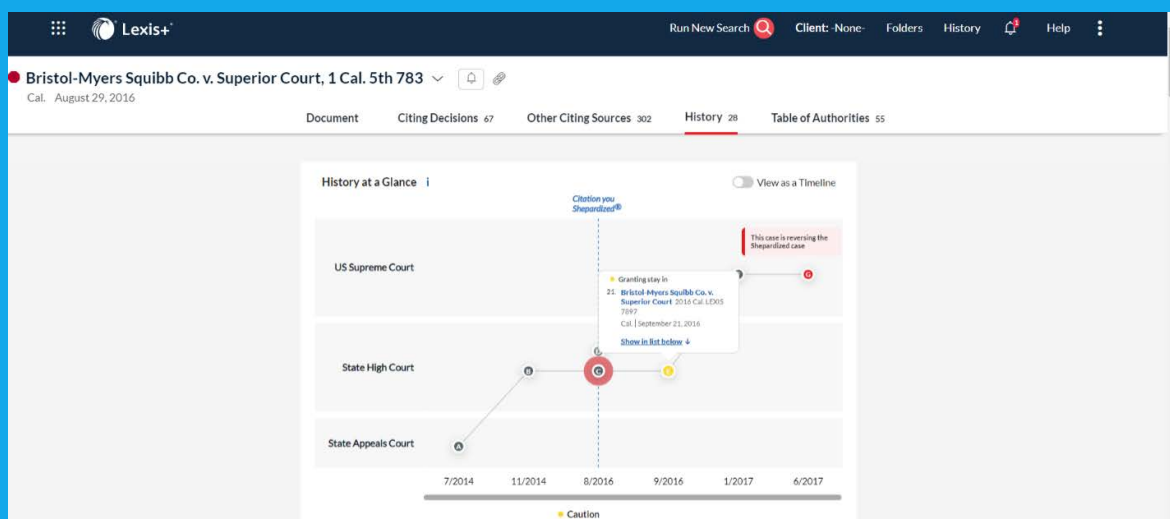 Lexis+
Run New Search
Client: -None-
Folders
History
1
Help
Bristol-Myers Squibb Co. v. Superior Court, 1 Cal. 5th 783
Cal. August 29, 2016
Document
Citing Decisions 67
Other Citing Sources 302
History 28
Table of Authorities 55
History at a Glance i
View as a Timeline
Citation you
Shepardized®
This case is reversing the
Shepardized case
US Supreme Court
G
Granting stay in
21. Bristol-Myers Squibb Co. v.
Superior Court 2016 Cal. LEXIS
7897
Cal. | September 21, 2016
Show in list below ↓
State High Court
B
C
E
State Appeals Court
A
7/2014
11/2014
8/2016
9/2016
1/2017
6/2017
Caution